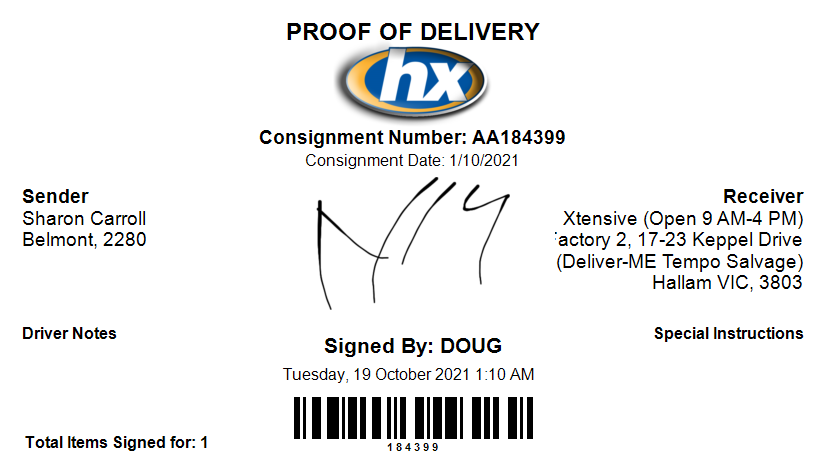 PROOF OF DELIVERY
hx
Consignment Number: AA184399
Consignment Date: 1/10/2021
Sender
Sharon Carroll
Belmont, 2280
Receiver
Xtensive (Open 9 AM-4 PM)
actory 2, 17-23 Keppel Drive
(Deliver-ME Tempo Salvage)
Hallam VIC, 3803
Driver Notes
Special Instructions
Signed By: DOUG
Tuesday, 19 October 2021 1:10 AM
184399
Total Items Signed for: 1